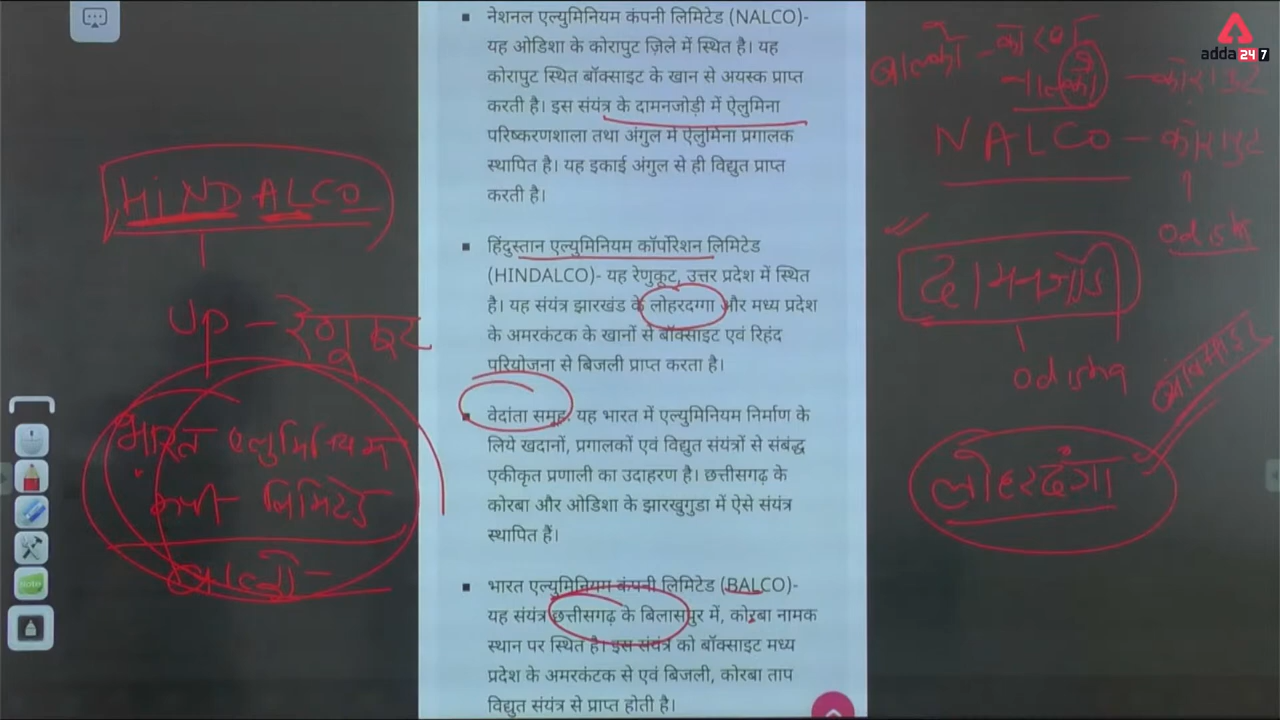 नेशनल एल्युमिनियम कंपनी लिमिटेड (NALCO)-
यह ओडिशा के कोरापुट ज़िले में स्थित है। यह
कोरापुट स्थित बॉक्साइट के खान से अयस्क प्राप्त
करती है। इस संयंत्र के दामनजोड़ी में ऐलुमिना
परिष्करणशाला तथा अंगुल में ऐलुमिना प्रगालक
स्थापित है। यह इकाई अंगुल से ही विद्युत प्राप्त
करती है।
हिंदुस्तान एल्युमिनियम कॉर्पोरेशन लिमिटेड
(HINDALCO)- यह रेणुकूट, उत्तर प्रदेश में स्थित
है। यह संयंत्र झारखंड के लोहरदग्गा और मध्य प्रदेश
के अमरकंटक के खानों से बॉक्साइट एवं रिहंद
परियोजना से बिजली प्राप्त करता है।
वेदांता समूह: यह भारत में एल्युमिनियम निर्माण के
लिये खदानों, प्रगालकों एवं विद्युत संयंत्रों से संबंद्ध
एकीकृत प्रणाली का उदाहरण है। छत्तीसगढ़ के
कोरबा और ओडिशा के झारखुगुडा में ऐसे संयंत्र
स्थापित हैं।
भारत एल्युमिनियम कंपनी लिमिटेड (BALCO)-
यह संयंत्र छत्तीसगढ़ के बिलासपुर में, कोरबा नामक
स्थान पर स्थित है। इस संयंत्र को बॉक्साइट मध्य
प्रदेश के अमरकंटक से एवं बिजली, कोरबा ताप
विद्युत संयंत्र से प्राप्त होती है।
HINDALCO
UP - रेणूकूट
भारत एलुमिनियम
कंपनी लिमिटेड
बाल्को -
बाल्को - कोरबा
नाल्को - कोरापुट
NALCO - कोरापुट
odisha
दामनजोड़ी
odisha
बॉक्साइट
लोहरदंगा
adda 247